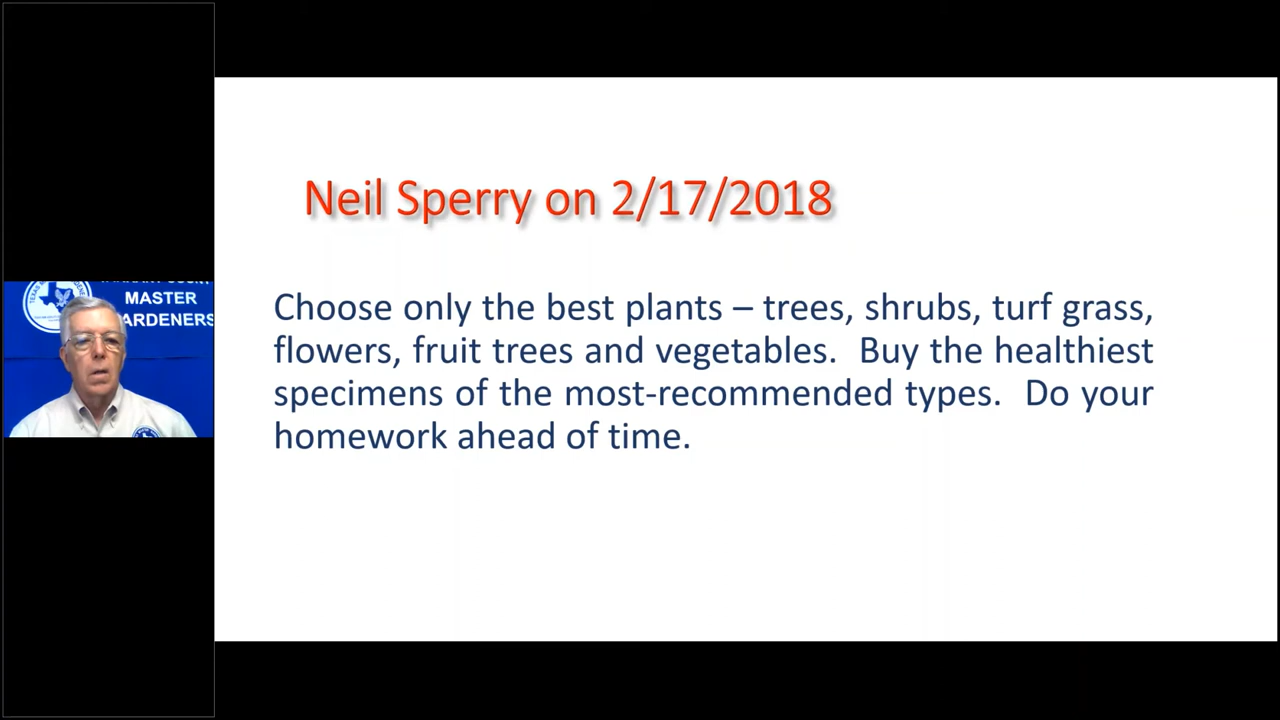 MASTER
Neil Sperry on 2/17/2018
Choose only the best plants – trees, shrubs, turf grass,
flowers, fruit trees and vegetables. Buy the healthiest
specimens of the most-recommended types. Do your
homework ahead of time.